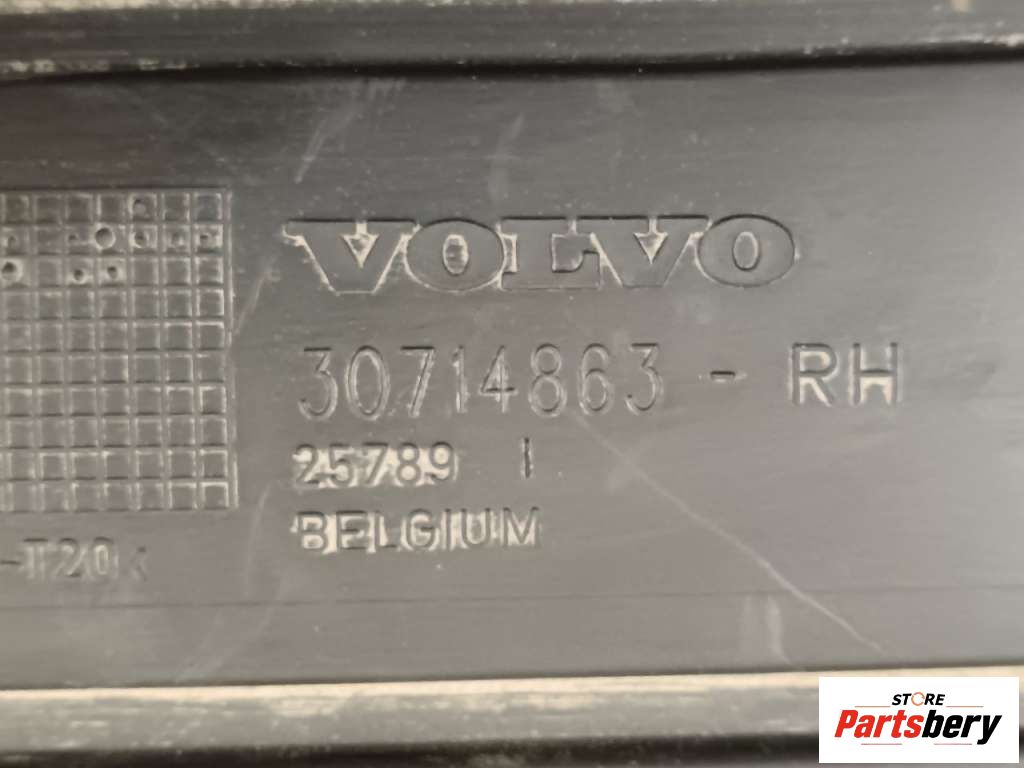 VOLVO
30714863 - RH
25789 I
BELGIUM
-T20
STORE
Partsbery